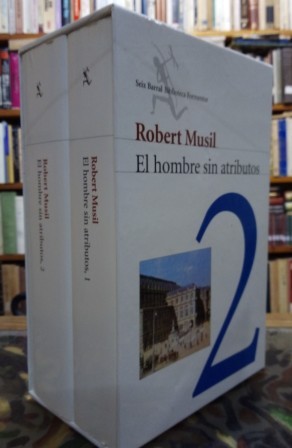 Seix Barral Biblioteca Formentor
Robert Musil
El hombre sin atributos
2
Robert Musil
El hombre sin atributos, 2
Robert Musil
El hombre sin atributos, 1